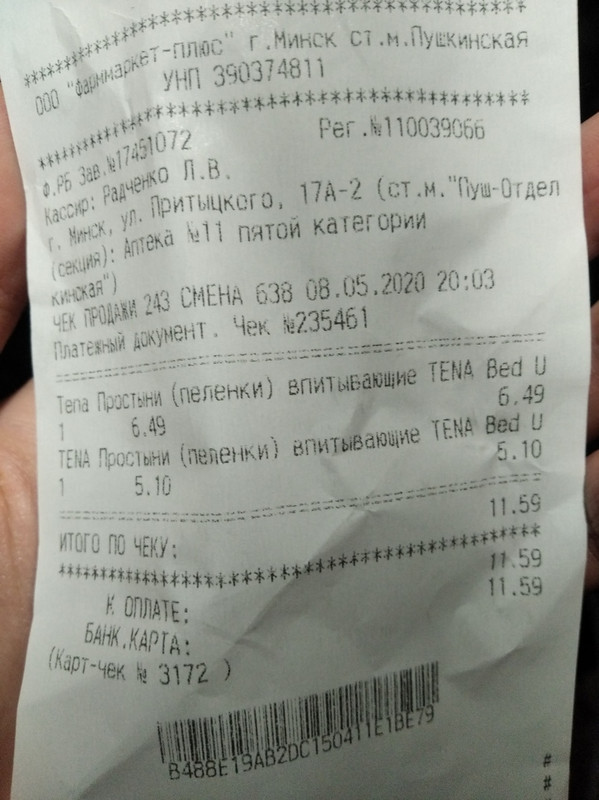 ****************************************
ООО "Фармаркет-плюс" г.Минск ст.м.Пушкинская
УНП 390374811
****************************************
Ф.РБ Зав.№17451072 Рег.№110039066
Кассир: Радченко Л.В.
г. Минск, ул. Притыцкого, 17А-2 (ст.м."Пуш-Отдел
(секция): Аптека №11 пятой категории
кинская")
ЧЕК ПРОДАЖИ 243 СМЕНА 638 08.05.2020 20:03
Платежный документ. Чек №235461
========================================
Tena Простыни (пеленки) впитывающие TENA Bed U
1 6.49 6.49
TENA Простыни (пеленки) впитывающие TENA Bed U
1 5.10 5.10
========================================
ИТОГО ПО ЧЕКУ: 11.59
****************************************
К ОПЛАТЕ: 11.59
БАНК.КАРТА: 11.59
(Карт-чек № 3172 )
B488E19AB2DC150411E1BE79
#
#